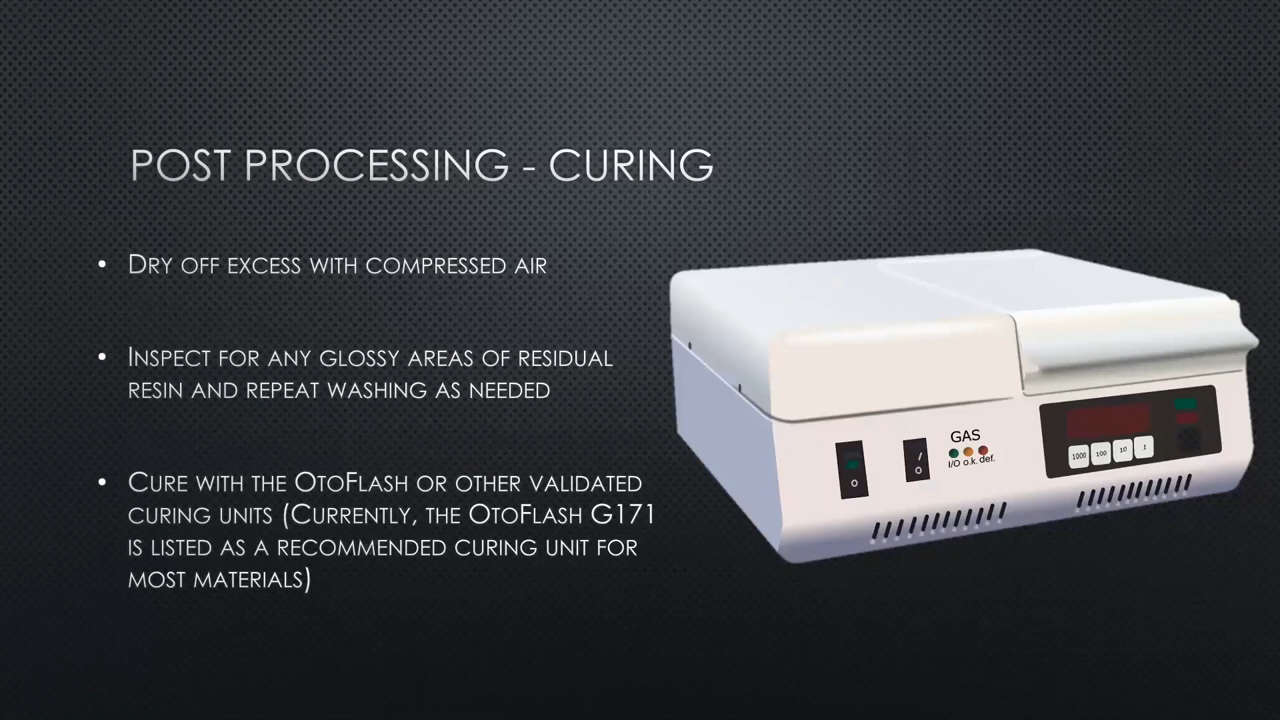 POST PROCESSING - CURING
• DRY OFF EXCESS WITH COMPRESSED AIR
• INSPECT FOR ANY GLOSSY AREAS OF RESIDUAL
RESIN AND REPEAT WASHING AS NEEDED
• CURE WITH THE OTOFLASH OR OTHER VALIDATED
CURING UNITS (CURRENTLY, THE OTOFLASH G171
IS LISTED AS A RECOMMENDED CURING UNIT FOR
MOST MATERIALS)
GAS
I/O o.k. def.
1000 100 10 1